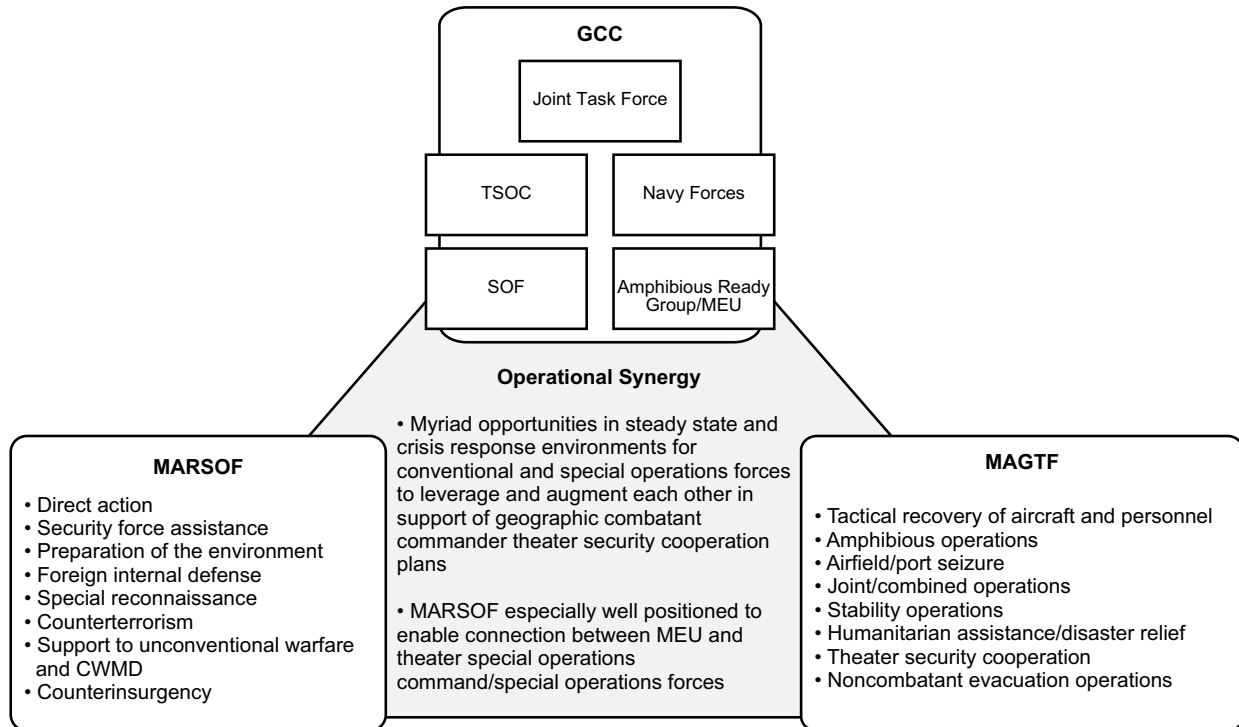 GCC
Joint Task Force
TSOC
Navy Forces
SOF
Amphibious Ready
Group/MEU
Operational Synergy
• Myriad opportunities in steady state and
crisis response environments for
conventional and special operations forces
to leverage and augment each other in
support of geographic combatant
commander theater security cooperation
plans
• MARSOF especially well positioned to
enable connection between MEU and
theater special operations
command/special operations forces
MARSOF
• Direct action
• Security force assistance
• Preparation of the environment
• Foreign internal defense
• Special reconnaissance
• Counterterrorism
• Support to unconventional warfare
and CWMD
• Counterinsurgency
MAGTF
• Tactical recovery of aircraft and personnel
• Amphibious operations
• Airfield/port seizure
• Joint/combined operations
• Stability operations
• Humanitarian assistance/disaster relief
• Theater security cooperation
• Noncombatant evacuation operations